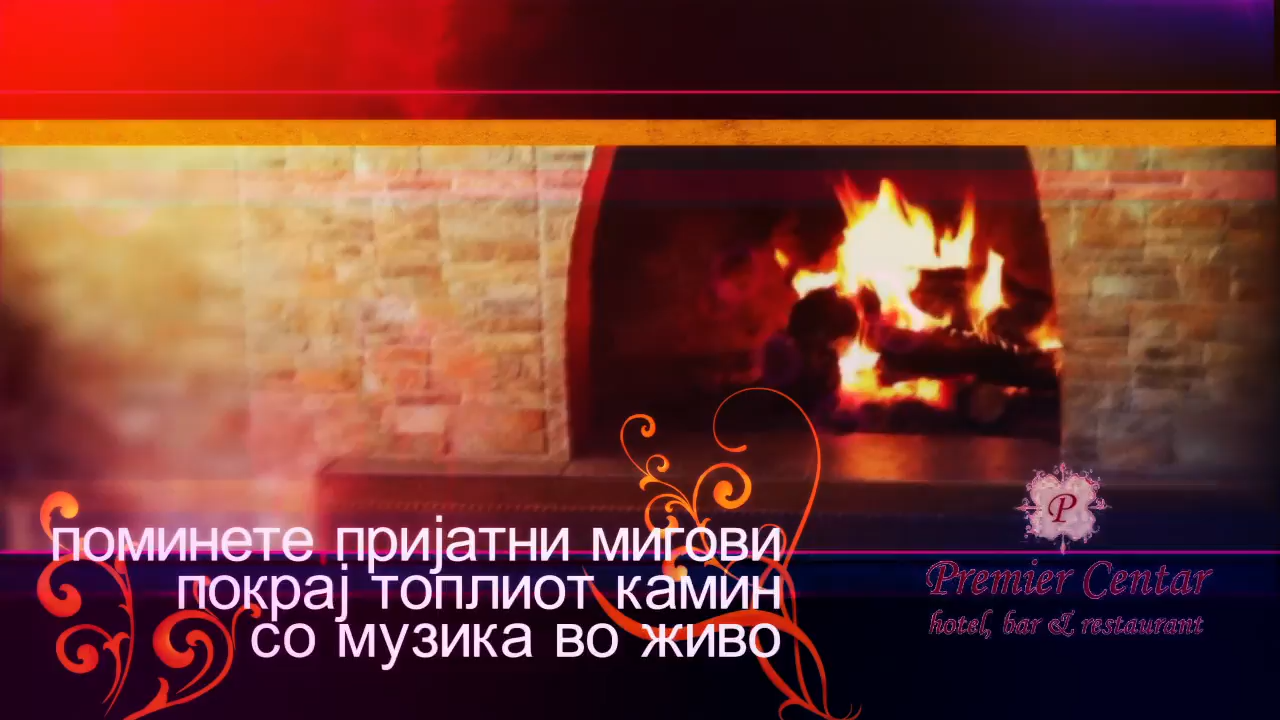 поминете пријатни мигови
покрај топлиот камин
со музика во живо
P
Premier Centar
hotel, bar & restaurant